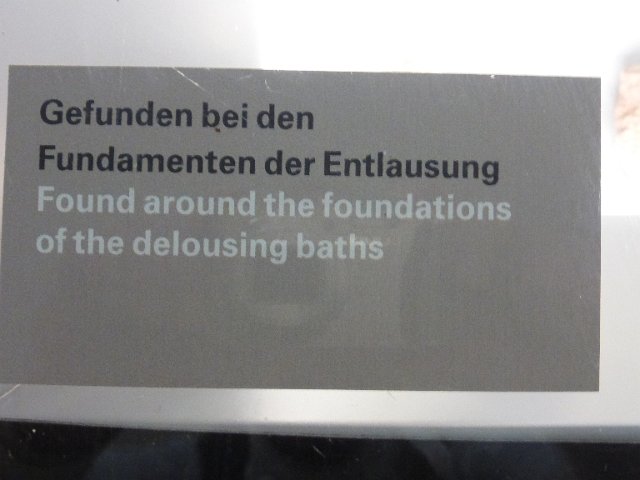 Gefunden bei den
Fundamenten der Entlausung
Found around the foundations
of the delousing baths